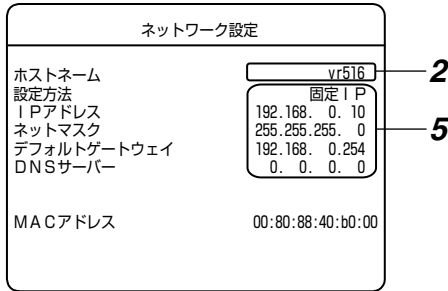 ネットワーク設定
ホストネーム vr516 2
設定方法 固定IP
IPアドレス 192.168. 0. 10
ネットマスク 255.255.255. 0 5
デフォルトゲートウェイ 192.168. 0.254
DNSサーバー 0. 0. 0. 0
MACアドレス 00:80:88:40:b0:00